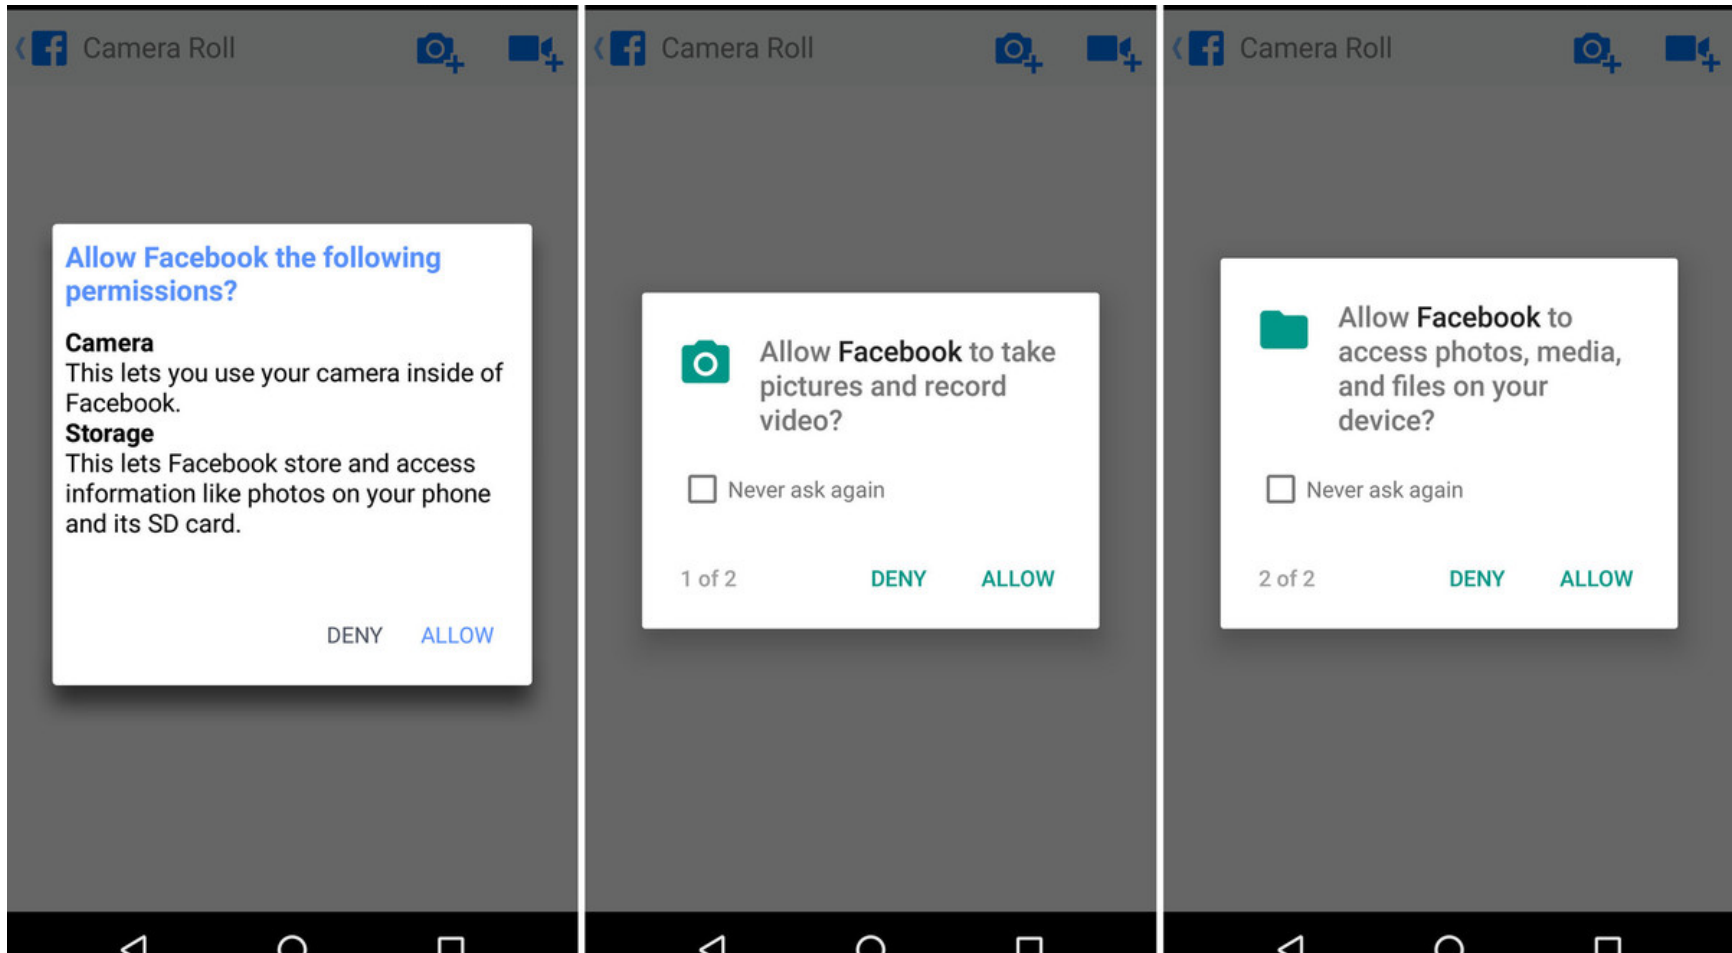 Camera Roll
Allow Facebook the following
permissions?
Camera
This lets you use your camera inside of
Facebook.
Storage
This lets Facebook store and access
information like photos on your phone
and its SD card.
DENY ALLOW
Camera Roll
Allow Facebook to take
pictures and record
video?
Never ask again
1 of 2 DENY ALLOW
Camera Roll
Allow Facebook to
access photos, media,
and files on your
device?
Never ask again
2 of 2 DENY ALLOW